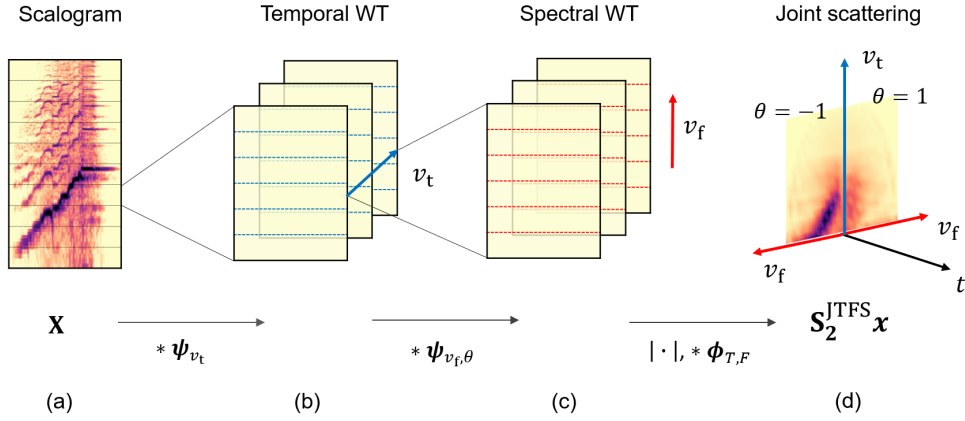 Scalogram Temporal WT Spectral WT Joint scattering
v_t
θ = −1 θ = 1
v_f
v_t
v_f
v_f
t
X S_2^JTFS x
* ψ_{v_t} * ψ_{v_f,θ} | · |, * ϕ_{T,F}
(a) (b) (c) (d)